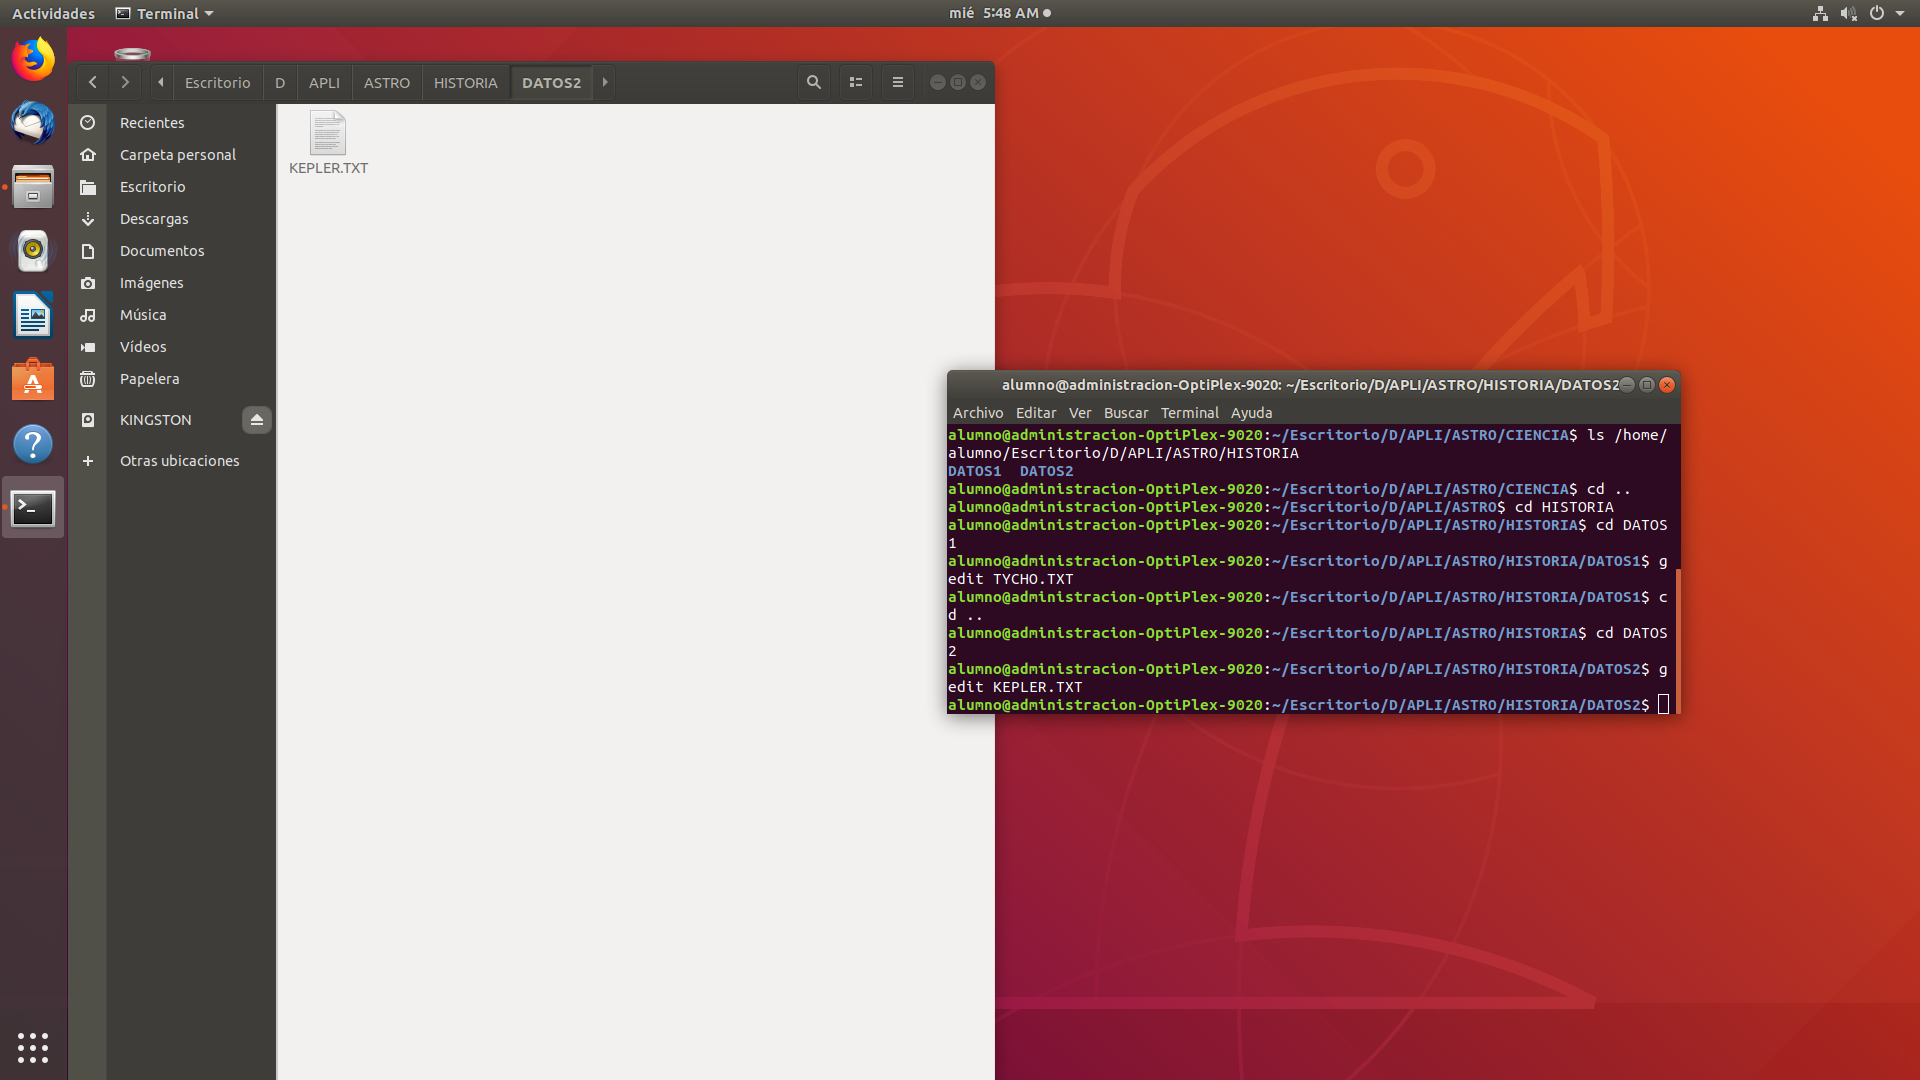 Actividades Terminal mié 5:48 AM
Escritorio D APLI ASTRO HISTORIA DATOS2
Recientes
Carpeta personal
Escritorio
Descargas
Documentos
Imágenes
Música
Vídeos
Papelera
KINGSTON
Otras ubicaciones
KEPLER.TXT
alumno@administracion-OptiPlex-9020: ~/Escritorio/D/APLI/ASTRO/HISTORIA/DATOS2
Archivo Editar Ver Buscar Terminal Ayuda
alumno@administracion-OptiPlex-9020:~/Escritorio/D/APLI/ASTRO/CIENCIA$ ls /home/
alumno/Escritorio/D/APLI/ASTRO/HISTORIA
DATOS1  DATOS2
alumno@administracion-OptiPlex-9020:~/Escritorio/D/APLI/ASTRO/CIENCIA$ cd ..
alumno@administracion-OptiPlex-9020:~/Escritorio/D/APLI/ASTRO$ cd HISTORIA
alumno@administracion-OptiPlex-9020:~/Escritorio/D/APLI/ASTRO/HISTORIA$ cd DATOS
1
alumno@administracion-OptiPlex-9020:~/Escritorio/D/APLI/ASTRO/HISTORIA/DATOS1$ g
edit TYCHO.TXT
alumno@administracion-OptiPlex-9020:~/Escritorio/D/APLI/ASTRO/HISTORIA/DATOS1$ c
d ..
alumno@administracion-OptiPlex-9020:~/Escritorio/D/APLI/ASTRO/HISTORIA$ cd DATOS
2
alumno@administracion-OptiPlex-9020:~/Escritorio/D/APLI/ASTRO/HISTORIA/DATOS2$ g
edit KEPLER.TXT
alumno@administracion-OptiPlex-9020:~/Escritorio/D/APLI/ASTRO/HISTORIA/DATOS2$